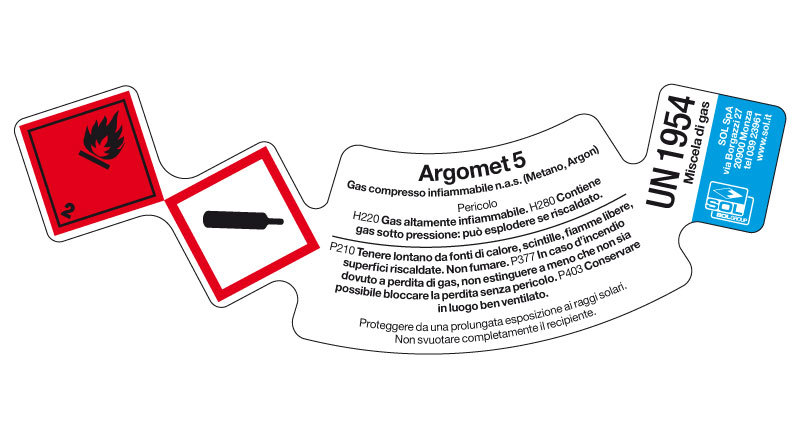 2
Argomet 5
Gas compresso infiammabile n.a.s. (Metano, Argon)
Pericolo
H220 Gas altamente infiammabile. H280 Contiene
gas sotto pressione: può esplodere se riscaldato.
P210 Tenere lontano da fonti di calore, scintille, fiamme libere,
superfici riscaldate. Non fumare. P377 In caso d'incendio
dovuto a perdita di gas, non estinguere a meno che non sia
possibile bloccare la perdita senza pericolo. P403 Conservare
in luogo ben ventilato.
Proteggere da una prolungata esposizione ai raggi solari.
Non svuotare completamente il recipiente.
UN 1954
Miscela di gas
SOL SpA
via Borgazzi 27
20900 Monza
tel 039 23961
www.sol.it
SOL
SOLGROUP